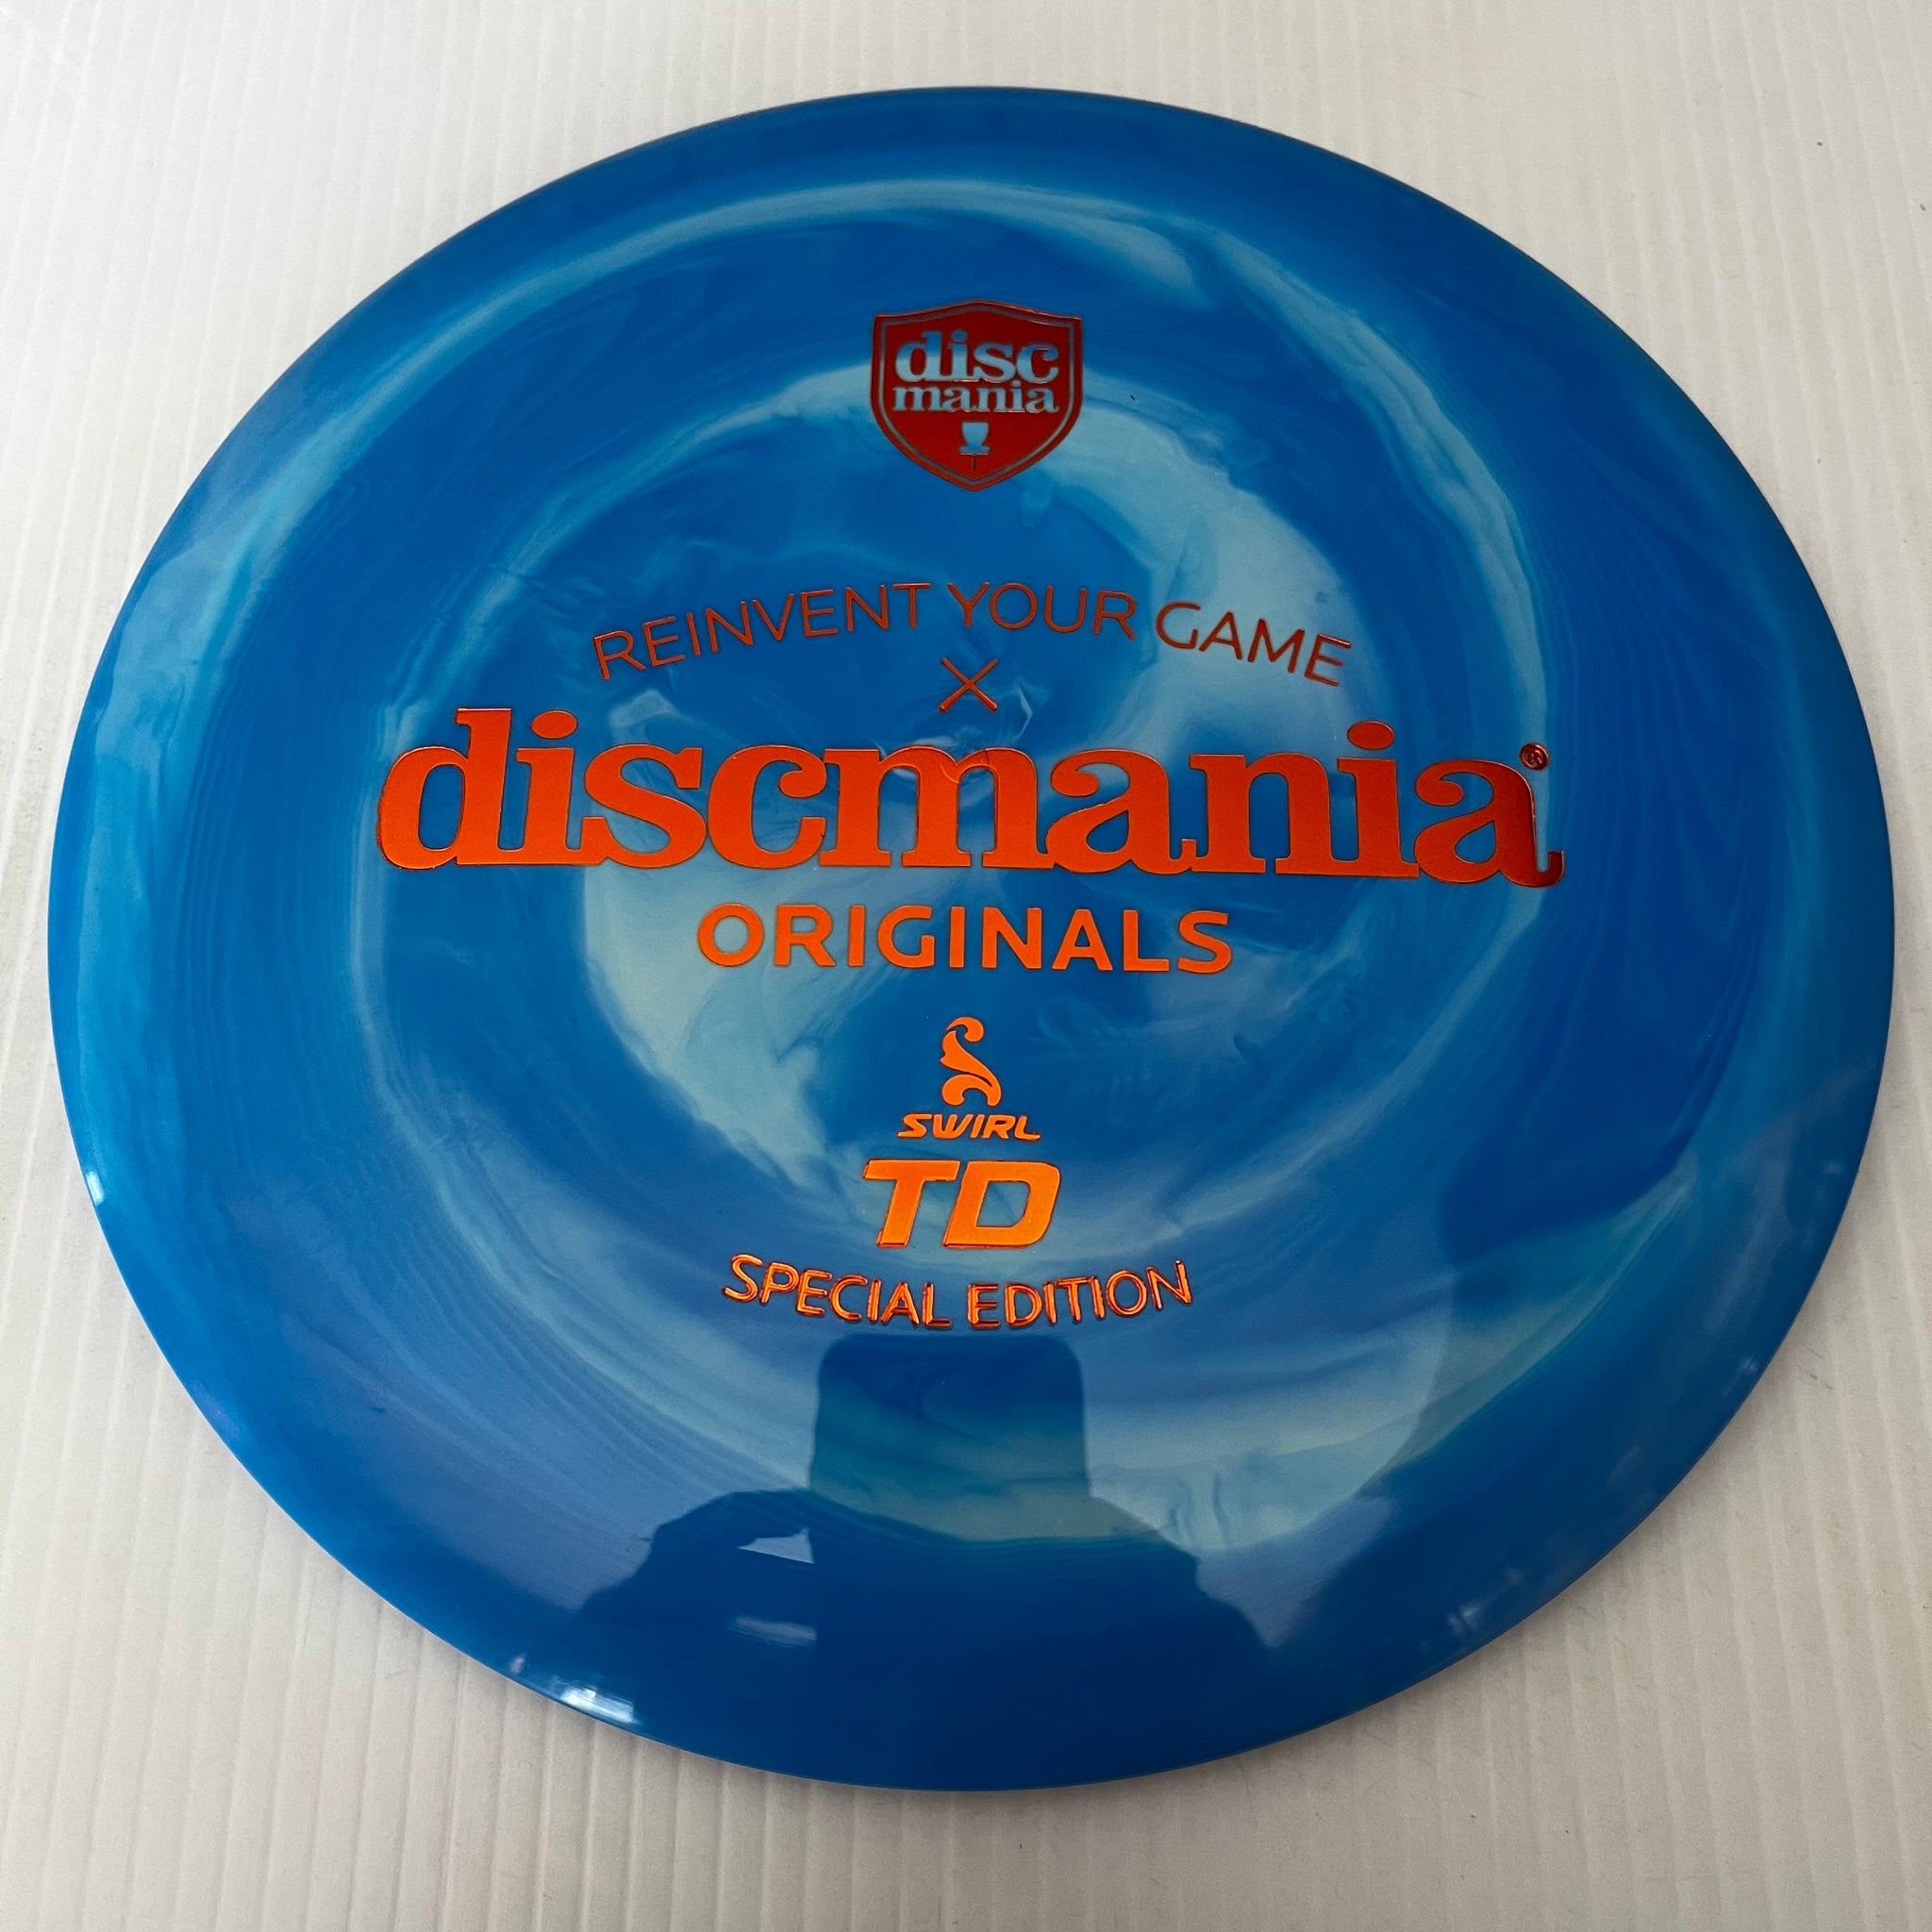 disc
mania
REINVENT YOUR GAME
X
discmania®
ORIGINALS
SWIRL
TD
SPECIAL EDITION